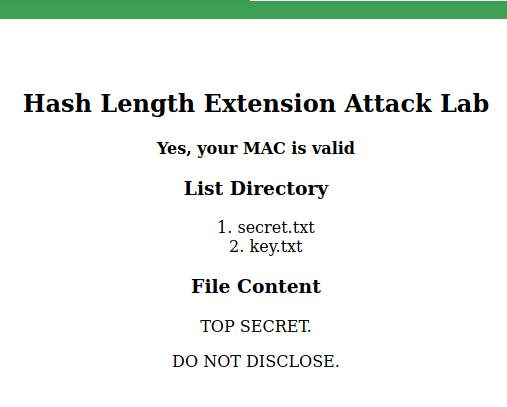 Hash Length Extension Attack Lab
Yes, your MAC is valid
List Directory
1. secret.txt
2. key.txt
File Content
TOP SECRET.
DO NOT DISCLOSE.